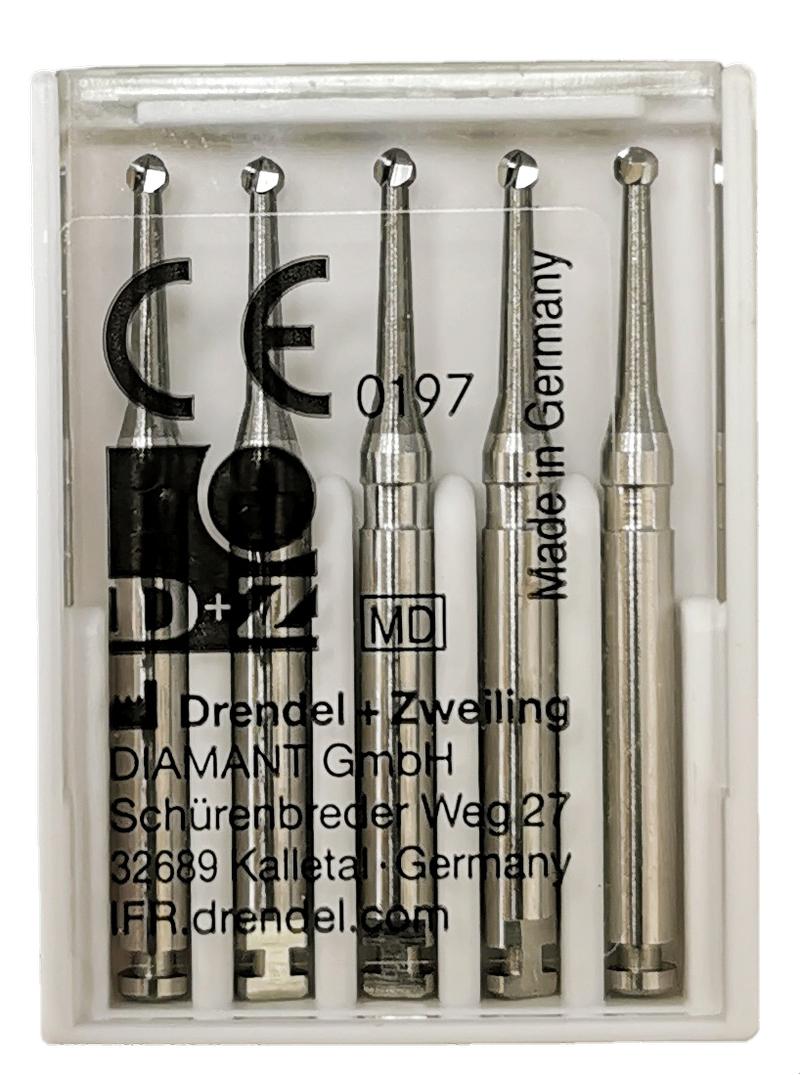 CE
0197
Made in Germany
D+Z
MD
Drendel + Zweiling
DIAMANT GmbH
Schürenbreder Weg 27
32689 Kalletal · Germany
IFR.drendel.com